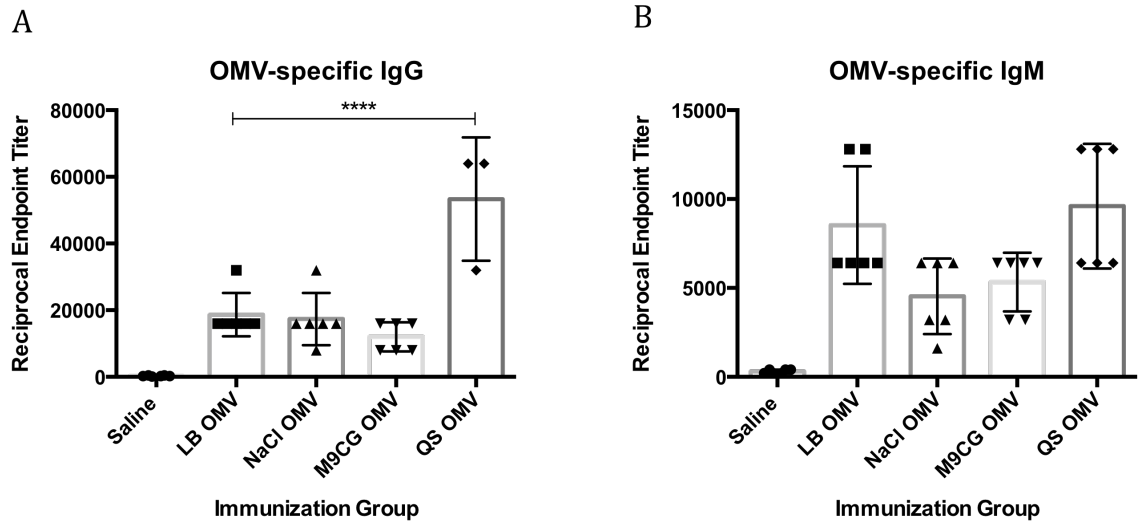 A
OMV-specific IgG
Reciprocal Endpoint Titer
80000
60000
40000
20000
0
****
Saline
LB OMV
NaCl OMV
M9CG OMV
QS OMV
Immunization Group
B
OMV-specific IgM
Reciprocal Endpoint Titer
15000
10000
5000
0
Saline
LB OMV
NaCl OMV
M9CG OMV
QS OMV
Immunization Group